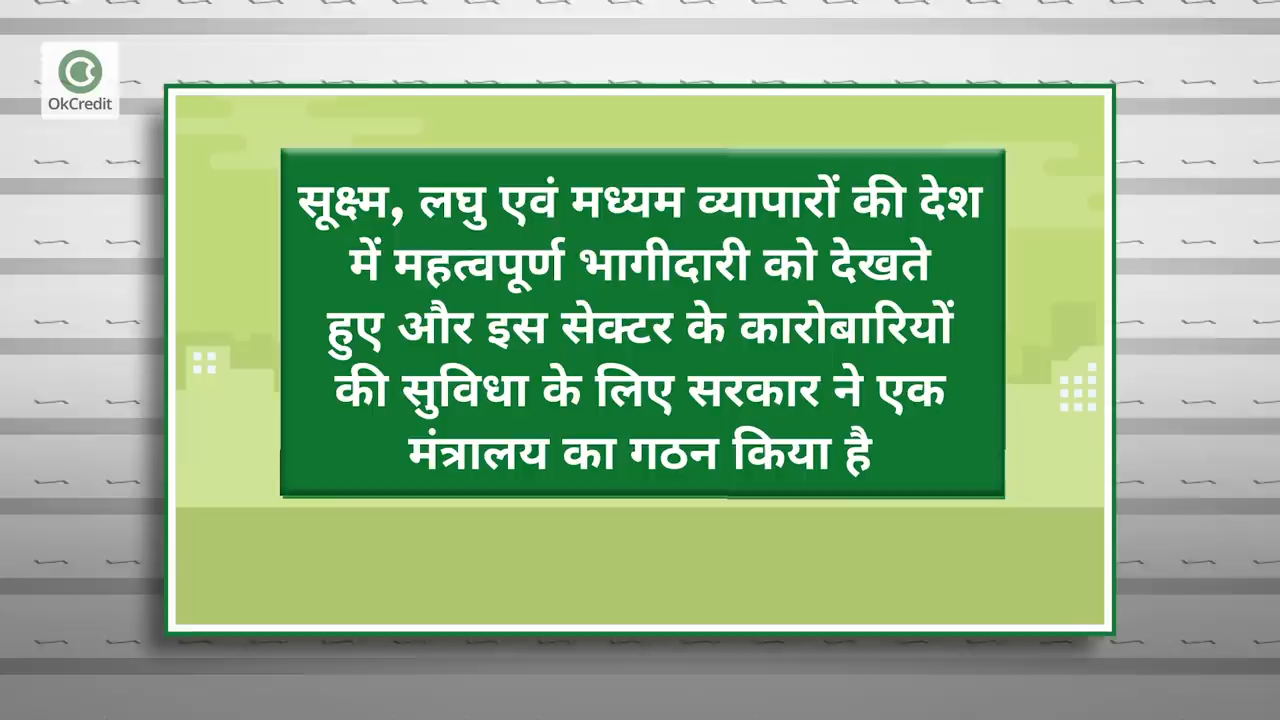 OkCredit
सूक्ष्म, लघु एवं मध्यम व्यापारों की देश
में महत्वपूर्ण भागीदारी को देखते
हुए और इस सेक्टर के कारोबारियों
की सुविधा के लिए सरकार ने एक
मंत्रालय का गठन किया है